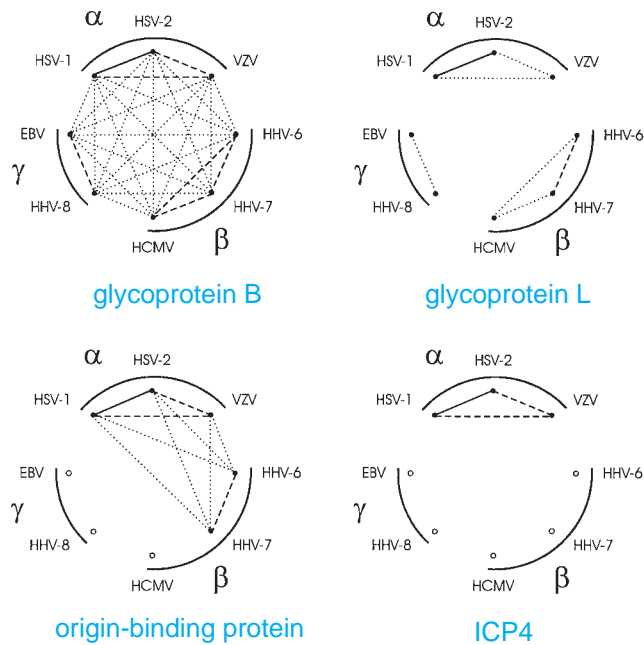 α
HSV-2
HSV-1
VZV
EBV
HHV-6
γ
HHV-8
HHV-7
HCMV
β
glycoprotein B
α
HSV-2
HSV-1
VZV
EBV
HHV-6
γ
HHV-8
HHV-7
HCMV
β
glycoprotein L
α
HSV-2
HSV-1
VZV
EBV
HHV-6
γ
HHV-8
HHV-7
HCMV
β
origin-binding protein
α
HSV-2
HSV-1
VZV
EBV
HHV-6
γ
HHV-8
HHV-7
HCMV
β
ICP4